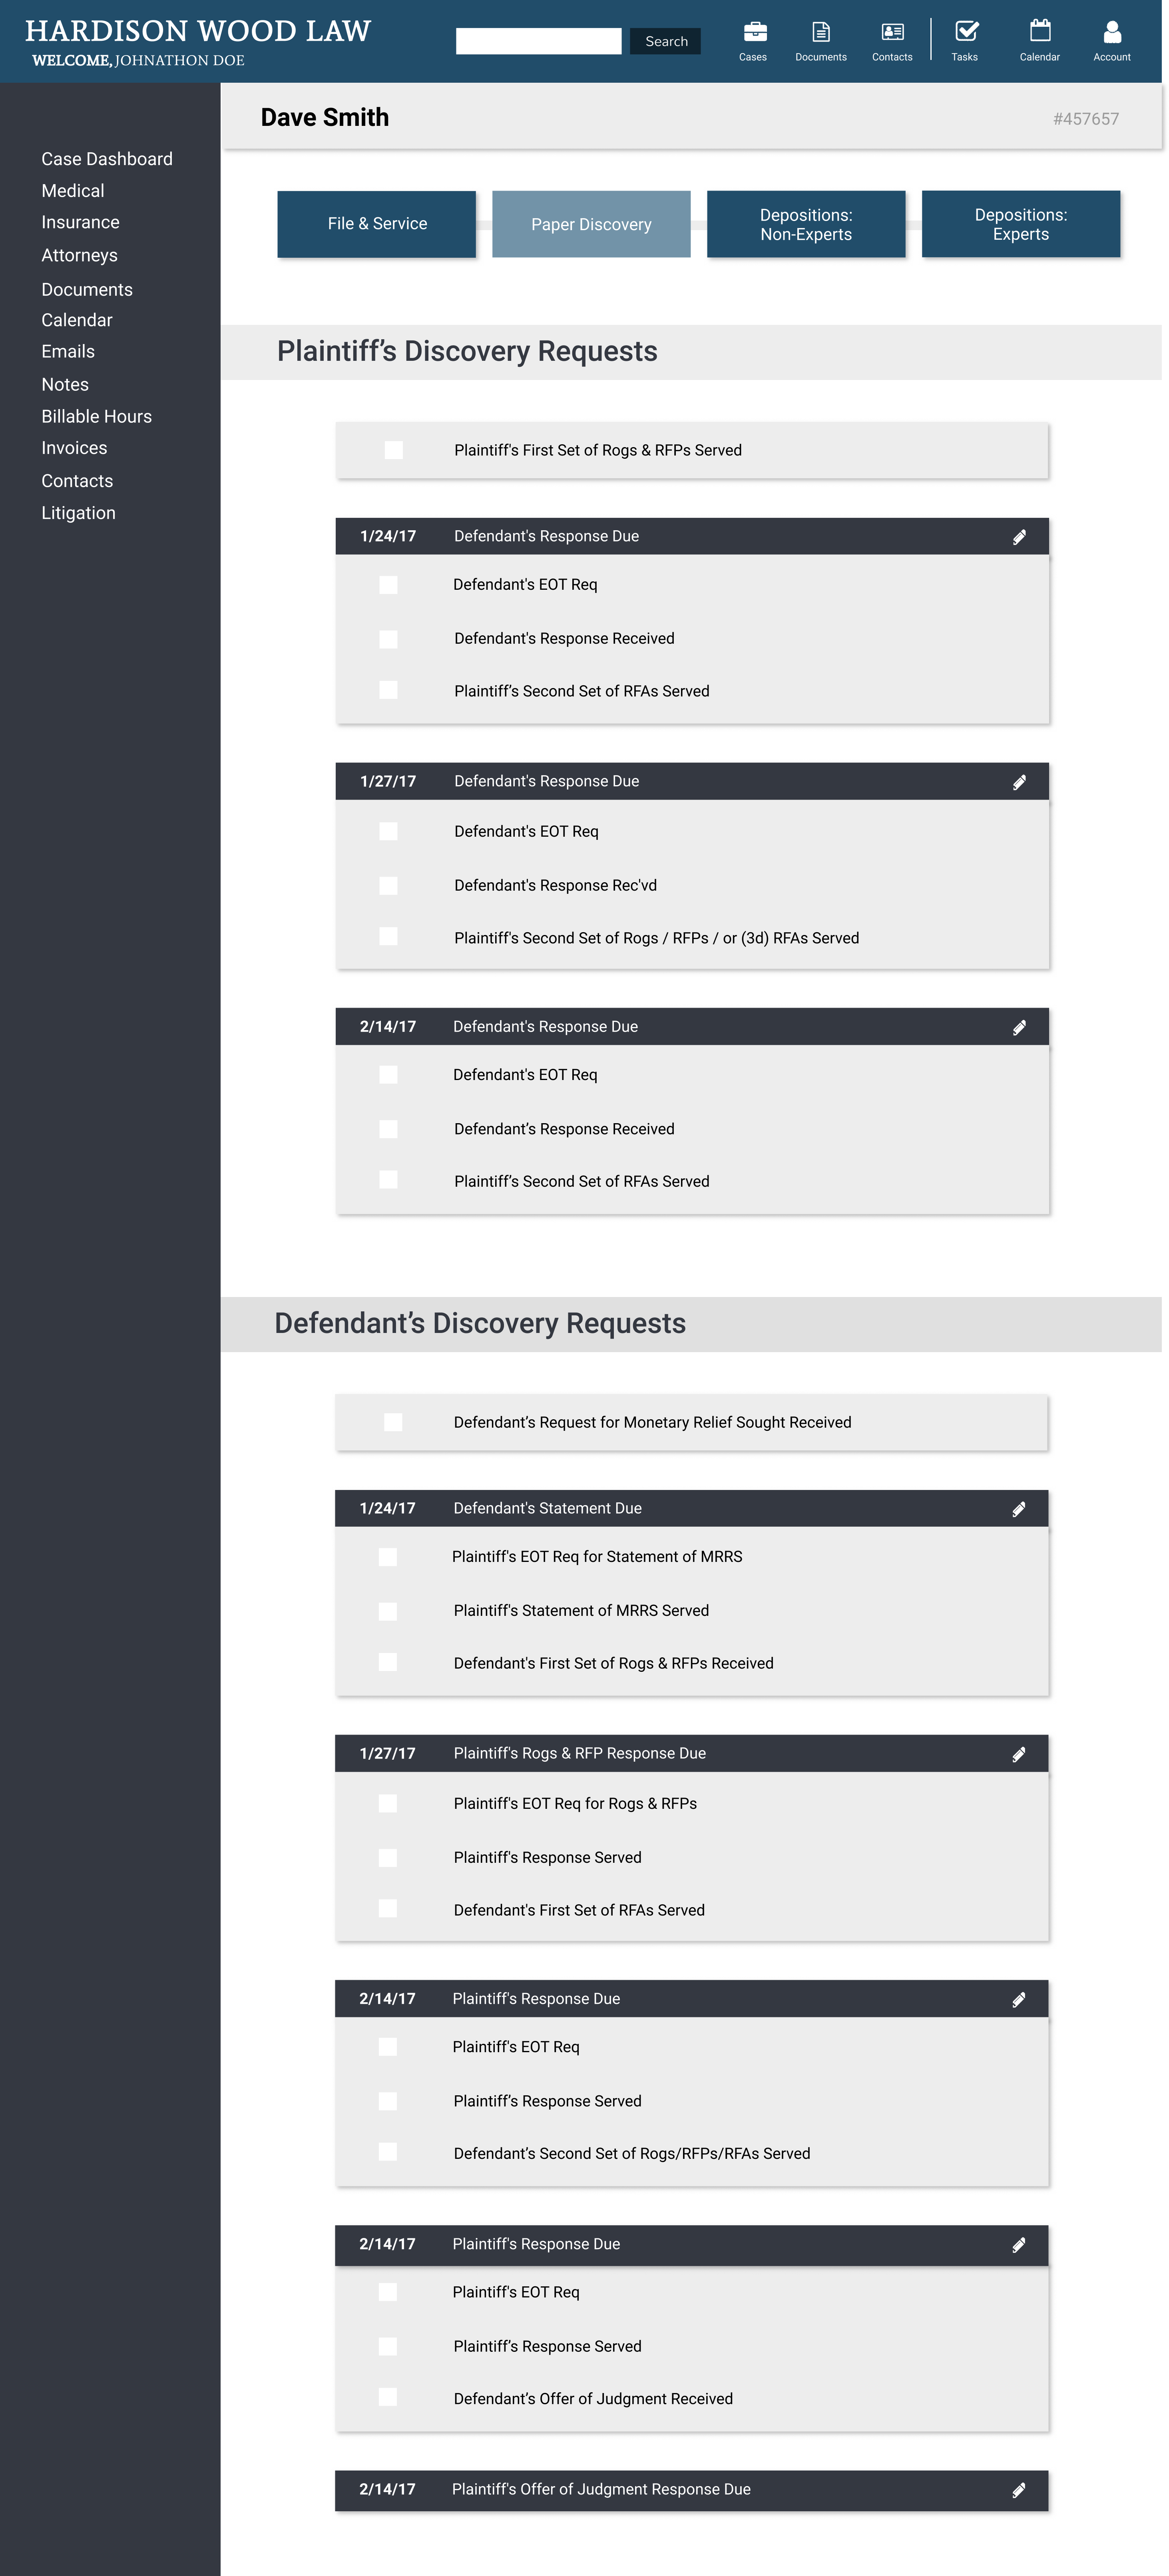 HARDISON WOOD LAW
WELCOME, JOHNATHON DOE
Search
Cases
Documents
Contacts
Tasks
Calendar
Account
Dave Smith
#457657
Case Dashboard
Medical
Insurance
Attorneys
Documents
Calendar
Emails
Notes
Billable Hours
Invoices
Contacts
Litigation
File & Service
Paper Discovery
Depositions:
Non-Experts
Depositions:
Experts
Plaintiff’s Discovery Requests
Plaintiff's First Set of Rogs & RFPs Served
1/24/17 Defendant's Response Due
Defendant's EOT Req
Defendant's Response Received
Plaintiff’s Second Set of RFAs Served
1/27/17 Defendant's Response Due
Defendant's EOT Req
Defendant's Response Rec'vd
Plaintiff's Second Set of Rogs / RFPs / or (3d) RFAs Served
2/14/17 Defendant's Response Due
Defendant's EOT Req
Defendant’s Response Received
Plaintiff’s Second Set of RFAs Served
Defendant’s Discovery Requests
Defendant’s Request for Monetary Relief Sought Received
1/24/17 Defendant's Statement Due
Plaintiff's EOT Req for Statement of MRRS
Plaintiff's Statement of MRRS Served
Defendant's First Set of Rogs & RFPs Received
1/27/17 Plaintiff's Rogs & RFP Response Due
Plaintiff's EOT Req for Rogs & RFPs
Plaintiff's Response Served
Defendant's First Set of RFAs Served
2/14/17 Plaintiff's Response Due
Plaintiff's EOT Req
Plaintiff’s Response Served
Defendant’s Second Set of Rogs/RFPs/RFAs Served
2/14/17 Plaintiff's Response Due
Plaintiff's EOT Req
Plaintiff’s Response Served
Defendant’s Offer of Judgment Received
2/14/17 Plaintiff's Offer of Judgment Response Due